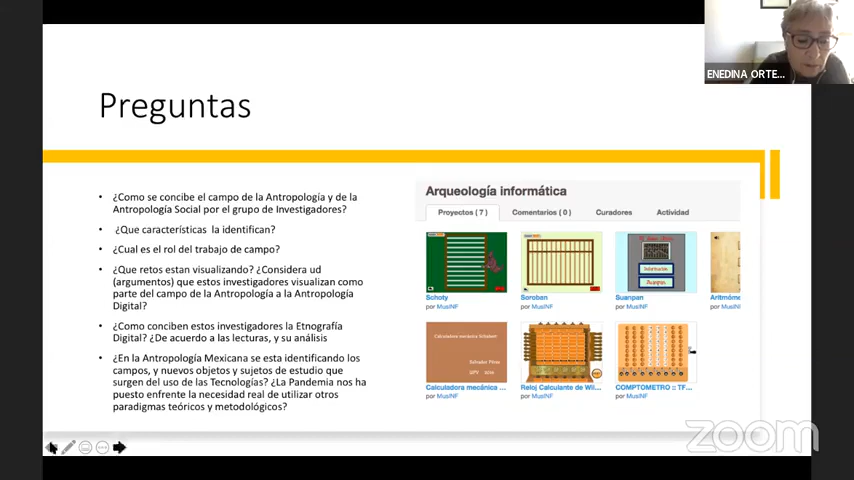 ENEDINA ORTE...
Preguntas
• ¿Como se concibe el campo de la Antropología y de la
Antropología Social por el grupo de Investigadores?
• ¿Que características la identifican?
• ¿Cual es el rol del trabajo de campo?
• ¿Que retos estan visualizando? ¿Considera ud
(argumentos) que estos investigadores visualizan como
parte del campo de la Antropología a la Antropología
Digital?
• ¿Como conciben estos investigadores la Etnografía
Digital? ¿De acuerdo a las lecturas, y su análisis
• ¿En la Antropología Mexicana se esta identificando los
campos, y nuevos objetos y sujetos de estudio que
surgen del uso de las Tecnologías? ¿La Pandemia nos ha
puesto enfrente la necesidad real de utilizar otros
paradigmas teóricos y metodológicos?
Arqueología informática
Proyectos ( 7 ) Comentarios ( 0 ) Curadores Actividad
Schoty Soroban Suanpan Aritmóme
por MusINF por MusINF por MusINF
Calculadora mecánica Schickart
Salvador Pérez
UPV
Calculadora mecánica ... Reloj Calculante de Wil... COMPTOMETRO :: TF...
por MusINF por MusINF por MusINF
zoom